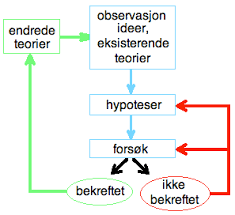 endrede
teorier
observasjon
ideer,
eksisterende
teorier
hypoteser
forsøk
bekreftet
ikke
bekreftet